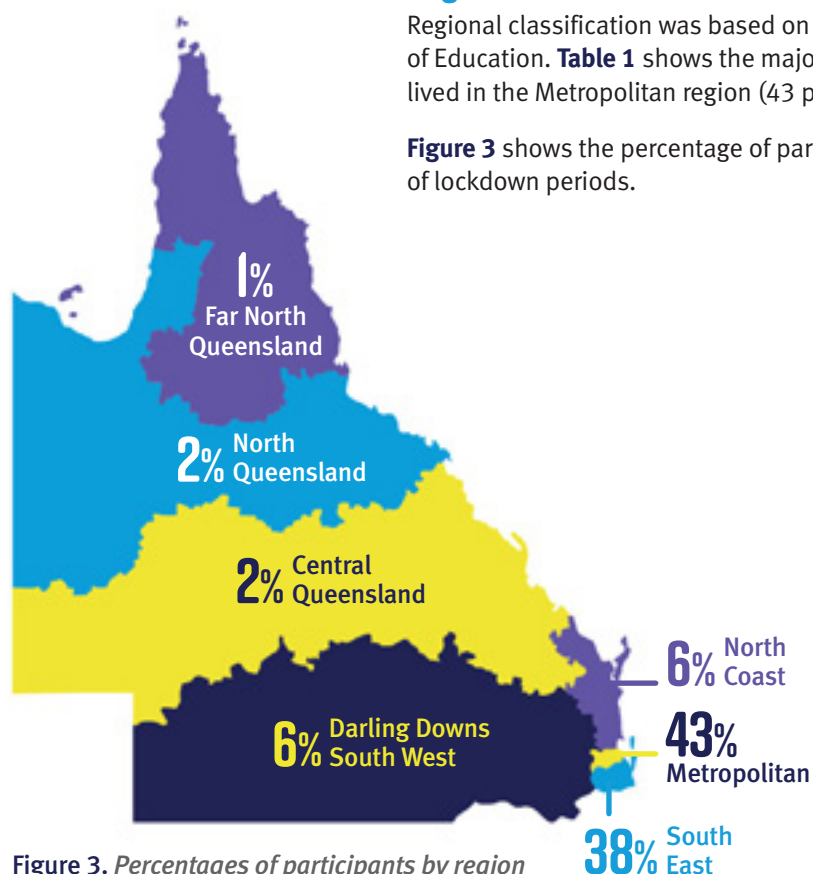 Regional classification was based on
of Education. Table 1 shows the majo
lived in the Metropolitan region (43 p
Figure 3 shows the percentage of par
of lockdown periods.
1%
Far North
Queensland
2% North
Queensland
2% Central
Queensland
6% North
Coast
6% Darling Downs
South West
43%
Metropolitan
38% South
East
Figure 3. Percentages of participants by region